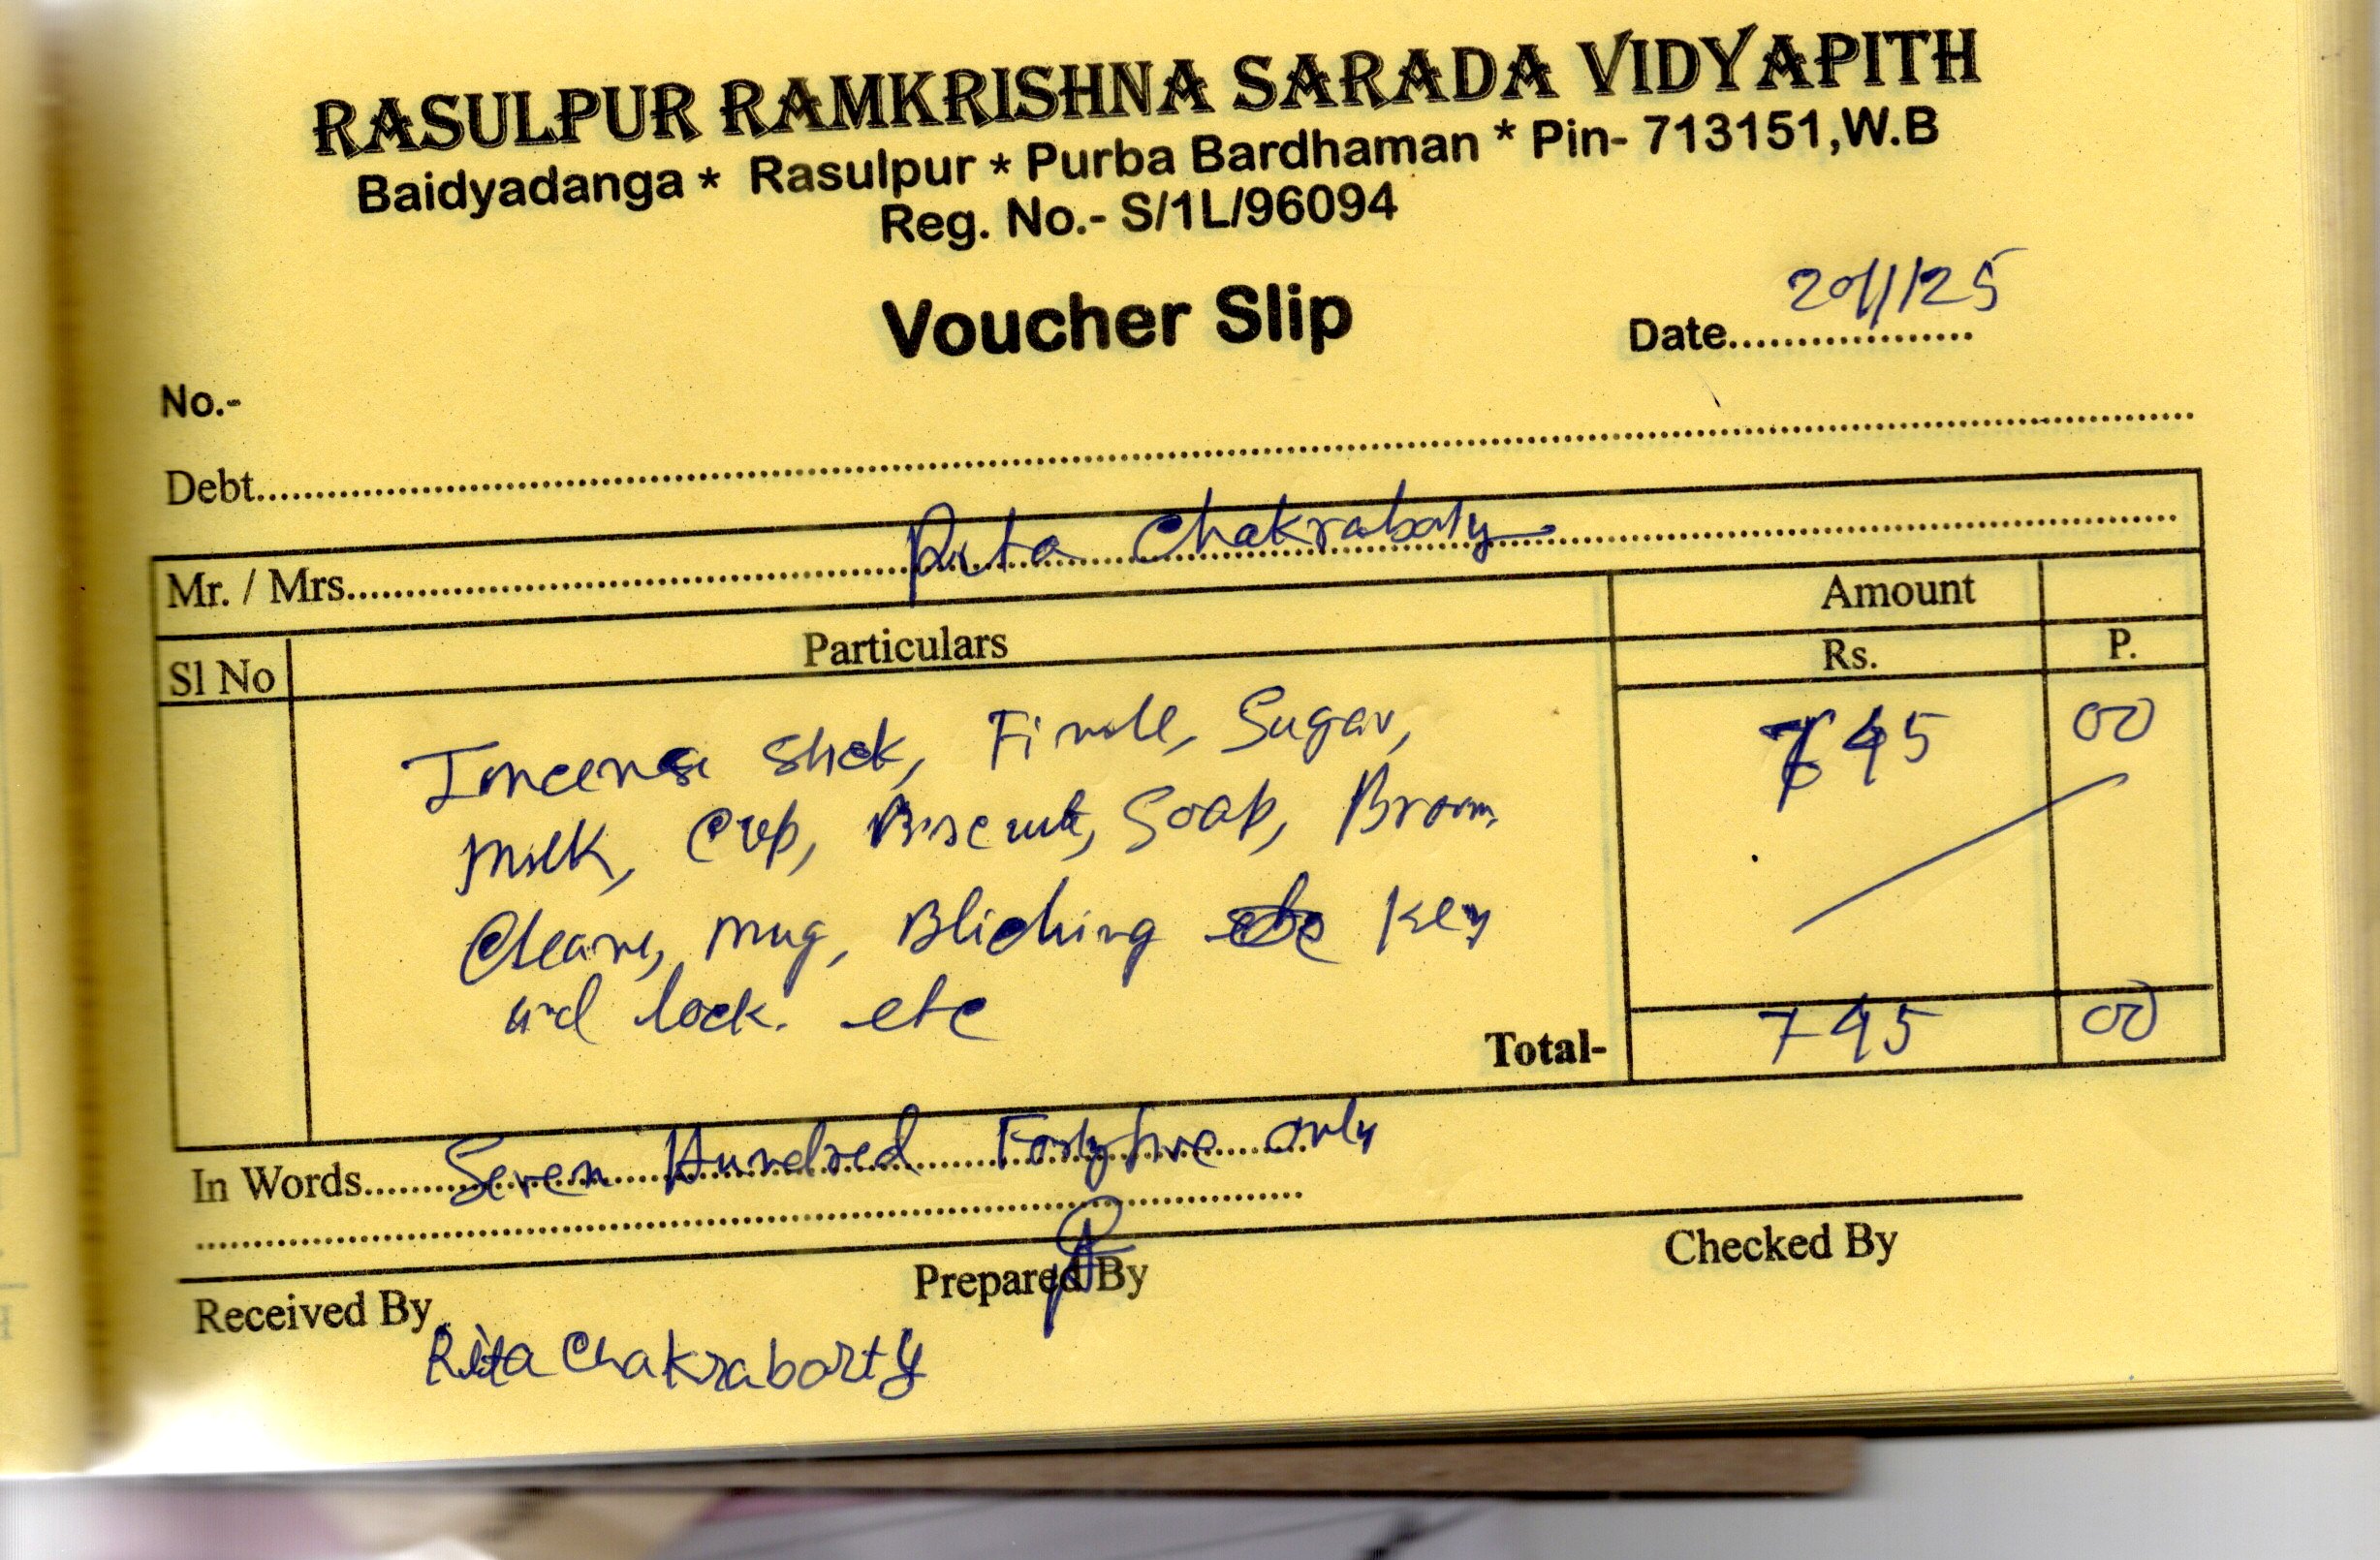 RASULPUR RAMKRISHNA SARADA VIDYAPITH
Baidyadanga * Rasulpur * Purba Bardhaman * Pin- 713151,W.B
Reg. No.- S/1L/96094
Voucher Slip
Date................... 20/1/25
No.-
Debt....................
Mr. / Mrs.................... Rita Chakraborty
Sl No Particulars Amount
Rs. P.
Incense Stick, Finole, Sugar, 745 00
Milk, Cup, Biscuit, Soap, Broom,
Cleane, Mug, Bliching Key
and lock. etc
Total- 745 00
In Words........ Seven Hundred Forty five only
Received By Prepared By Checked By
Rita Chakraborty